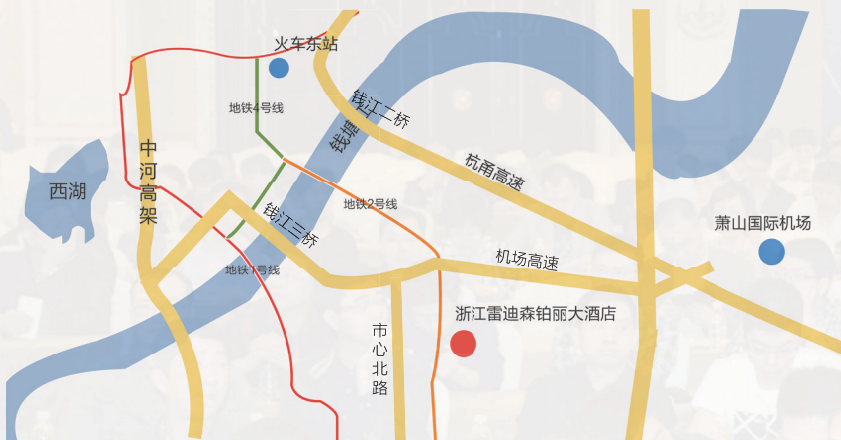 火车东站
地铁4号线
钱江二桥
钱塘江
中河高架
杭甬高速
西湖
地铁2号线
钱江三桥
萧山国际机场
机场高速
地铁1号线
浙江雷迪森铂丽大酒店
市心北路